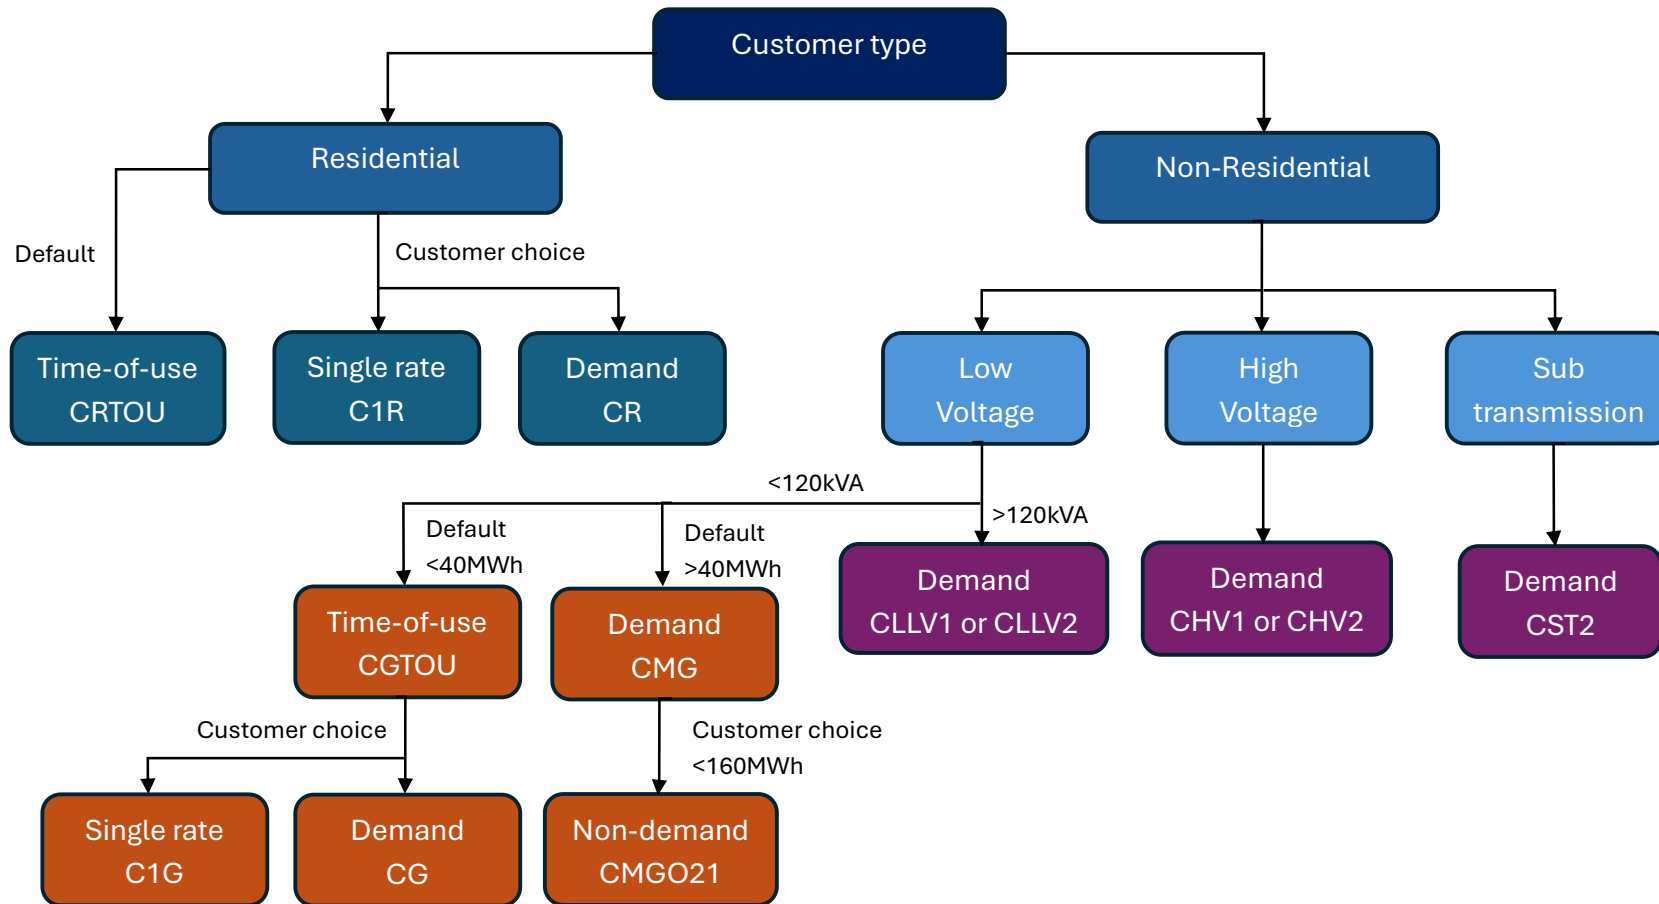 Customer type
Residential
Non-Residential
Default
Customer choice
Time-of-use
CRTOU
Single rate
C1R
Demand
CR
Low
Voltage
High
Voltage
Sub
transmission
<120kVA
>120kVA
Default
<40MWh
Default
>40MWh
Demand
CLLV1 or CLLV2
Demand
CHV1 or CHV2
Demand
CST2
Time-of-use
CGTOU
Demand
CMG
Customer choice
Customer choice
<160MWh
Single rate
C1G
Demand
CG
Non-demand
CMGO21